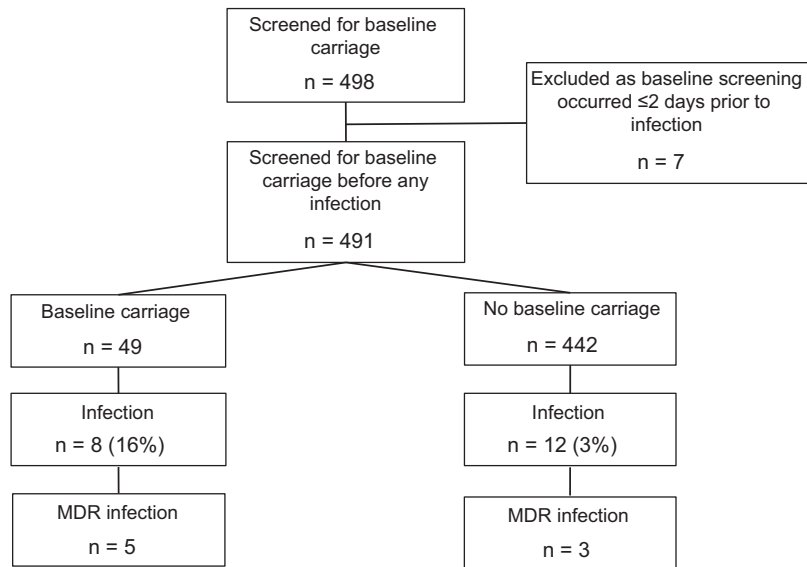 Screened for baseline
carriage
n = 498
Excluded as baseline screening
occurred ≤2 days prior to
infection
n = 7
Screened for baseline
carriage before any
infection
n = 491
Baseline carriage
n = 49
No baseline carriage
n = 442
Infection
n = 8 (16%)
Infection
n = 12 (3%)
MDR infection
n = 5
MDR infection
n = 3